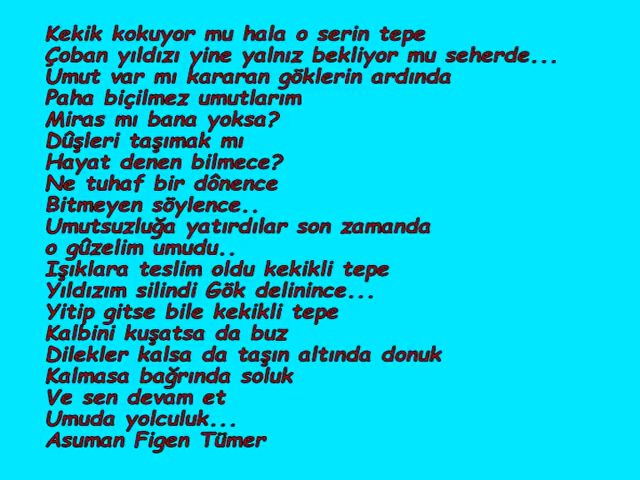 Kekik kokuyor mu hala o serin tepe
Çoban yıldızı yine yalnız bekliyor mu seherde...
Umut var mı kararan göklerin ardında
Paha biçilmez umutlarım
Miras mı bana yoksa?
Dûşleri taşımak mı
Hayat denen bilmece?
Ne tuhaf bir dônence
Bitmeyen söylence..
Umutsuzluğa yatırdılar son zamanda
o gûzelim umudu..
Işıklara teslim oldu kekikli tepe
Yıldızım silindi Gök delinince...
Yitip gitse bile kekikli tepe
Kalbini kuşatsa da buz
Dilekler kalsa da taşın altında donuk
Kalmasa bağrında soluk
Ve sen devam et
Umuda yolculuk...
Asuman Figen Tümer